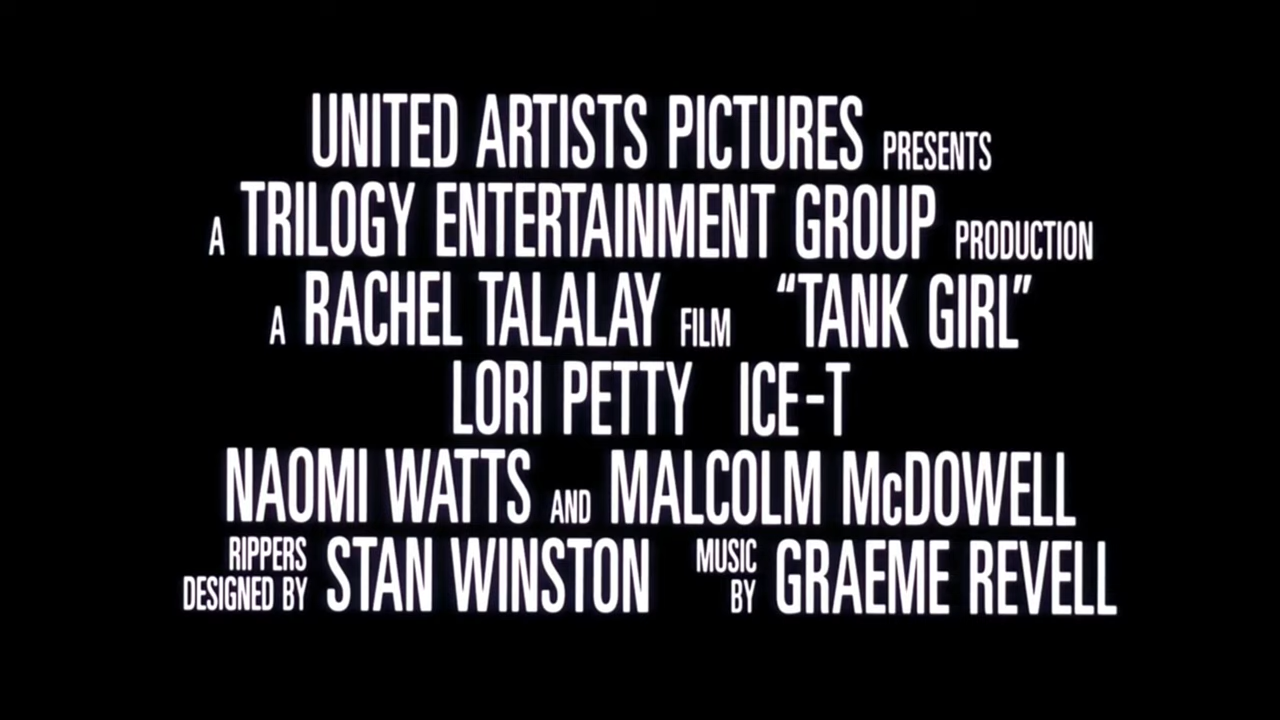 UNITED ARTISTS PICTURES PRESENTS
A TRILOGY ENTERTAINMENT GROUP PRODUCTION
A RACHEL TALALAY FILM “TANK GIRL”
LORI PETTY ICE-T
NAOMI WATTS AND MALCOLM McDOWELL
RIPPERS DESIGNED BY STAN WINSTON MUSIC BY GRAEME REVELL